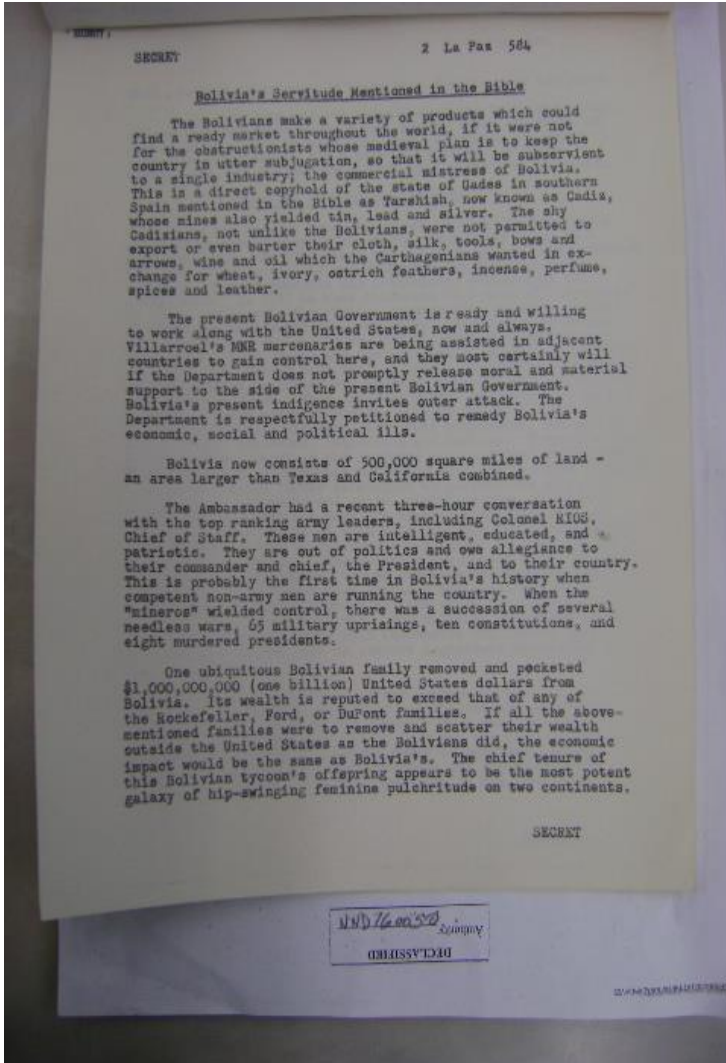 SECRET
2 La Paz 584
Bolivia's Servitude Mentioned in the Bible
The Bolivians make a variety of products which could
find a ready market throughout the world, if it were not
for the obstructionists whose medieval plan is to keep the
country in utter subjugation, so that it will be subservient
to a single industry; the commercial mistress of Bolivia.
This is a direct copyhold of the state of Gades in southern
Spain mentioned in the Bible as Tarshish, now known as Cadiz,
whose mines also yielded tin, lead and silver. The shy
Cadizians, not unlike the Bolivians, were not permitted to
export or even barter their cloth, silk, tools, bows and
arrows, wine and oil which the Carthagenians wanted in ex-
change for wheat, ivory, ostrich feathers, incense, perfume,
spices and leather.
The present Bolivian Government is ready and willing
to work along with the United States, now and always.
Villarroel's MNR mercenaries are being assisted in adjacent
countries to gain control here, and they most certainly will
if the Department does not promptly release moral and material
support to the side of the present Bolivian Government.
Bolivia's present indigence invites outer attack. The
Department is respectfully petitioned to remedy Bolivia's
economic, social and political ills.
Bolivia now consists of 500,000 square miles of land -
an area larger than Texas and California combined.
The Ambassador had a recent three-hour conversation
with the top ranking army leaders, including Colonel RIOS,
Chief of Staff. These men are intelligent, educated, and
patriotic. They are out of politics and owe allegiance to
their commander and chief, the President, and to their country.
This is probably the first time in Bolivia's history when
competent non-army men are running the country. When the
"mineros" wielded control, there was a succession of several
needless wars, 65 military uprisings, ten constitutions, and
eight murdered presidents.
One ubiquitous Bolivian family removed and pocketed
$1,000,000,000 (one billion) United States dollars from
Bolivia. Its wealth is reputed to exceed that of any of
the Rockefeller, Ford, or DuPont families. If all the above-
mentioned families were to remove and scatter their wealth
outside the United States as the Bolivians did, the economic
impact would be the same as Bolivia's. The chief tenure of
this Bolivian tycoon's offspring appears to be the most potent
galaxy of hip-swinging feminine pulchritude on two continents.
SECRET
Authority
DECLASSIFIED